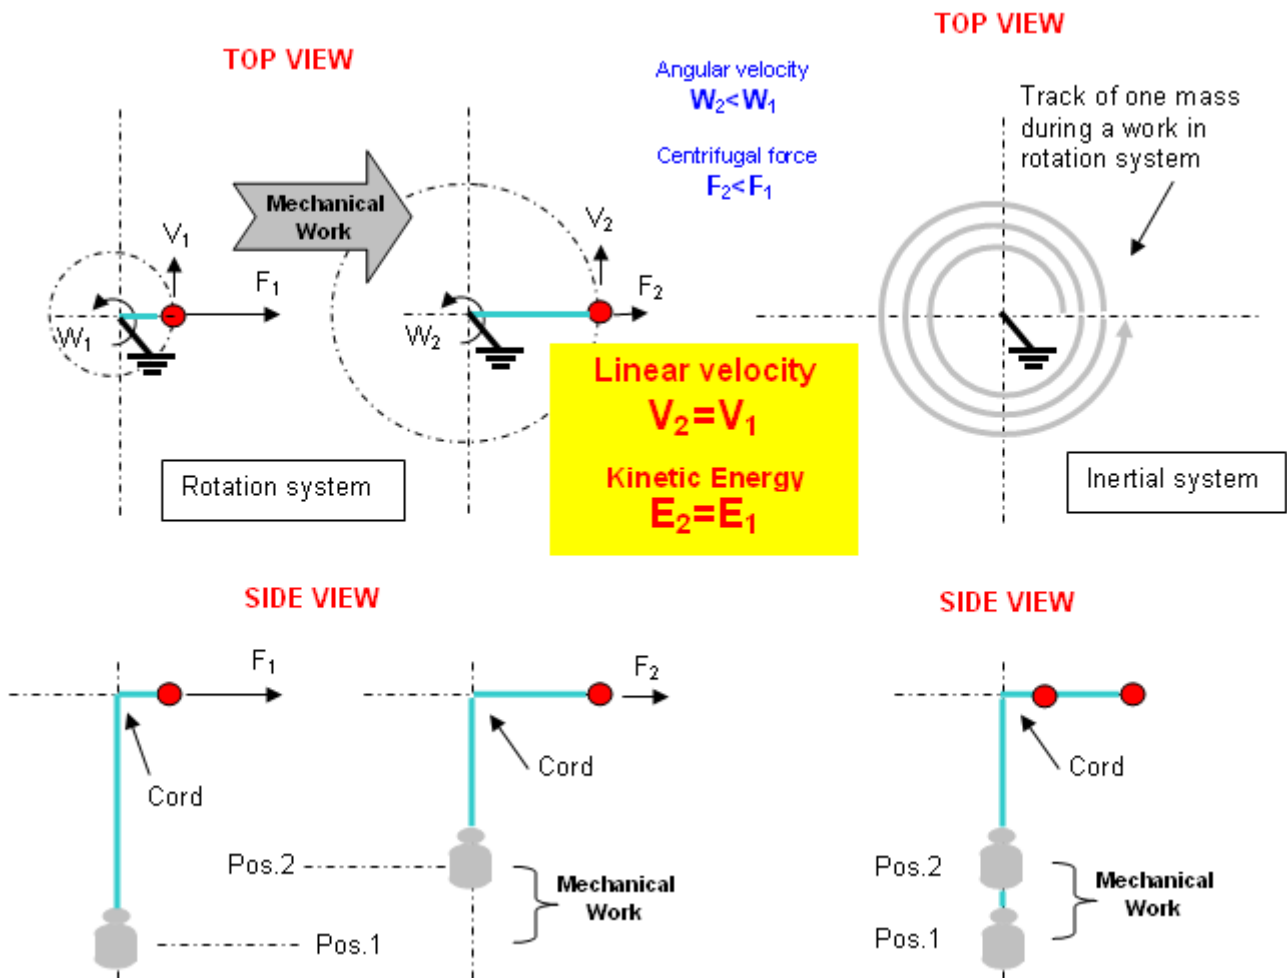 TOP VIEW
TOP VIEW
Angular velocity
W₂<W₁
Centrifugal force
F₂<F₁
Track of one mass
during a work in
rotation system
Mechanical
Work
V₁
F₁
W₁
V₂
F₂
W₂
Linear velocity
V₂=V₁
Kinetic Energy
E₂=E₁
Rotation system
Inertial system
SIDE VIEW
SIDE VIEW
F₁
F₂
Cord
Cord
Cord
Pos.2
Mechanical
Work
Pos.1
Pos.2
Mechanical
Work
Pos.1